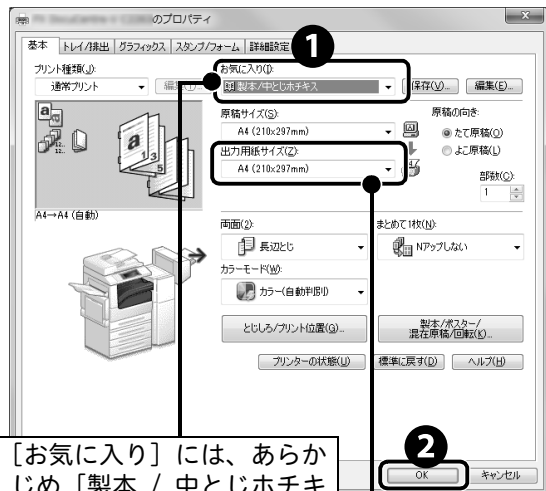 のプロパティ
基本 トレイ/排出 グラフィックス スタンプ/フォーム 詳細設定
1
プリント種類(J):
通常プリント
お気に入り(I):
製本/中とじホチキス
保存(V)... 編集(E)...
原稿サイズ(S):
A4 (210x297mm)
出力用紙サイズ(Z):
A4 (210x297mm)
原稿の向き:
たて原稿(O)
よこ原稿(L)
部数(C):
1
A4→A4 (自動)
両面(2):
長辺とじ
まとめて1枚(N):
Nアップしない
カラーモード(W):
カラー(自動判別)
とじしろ/プリント位置(G)...
製本/ポスター/
混在原稿/回転(K)...
プリンターの状態(U) 標準に戻す(D) ヘルプ(H)
2
OK キャンセル
[お気に入り]には、あらか
じめ[製本 / 中とじホチキ